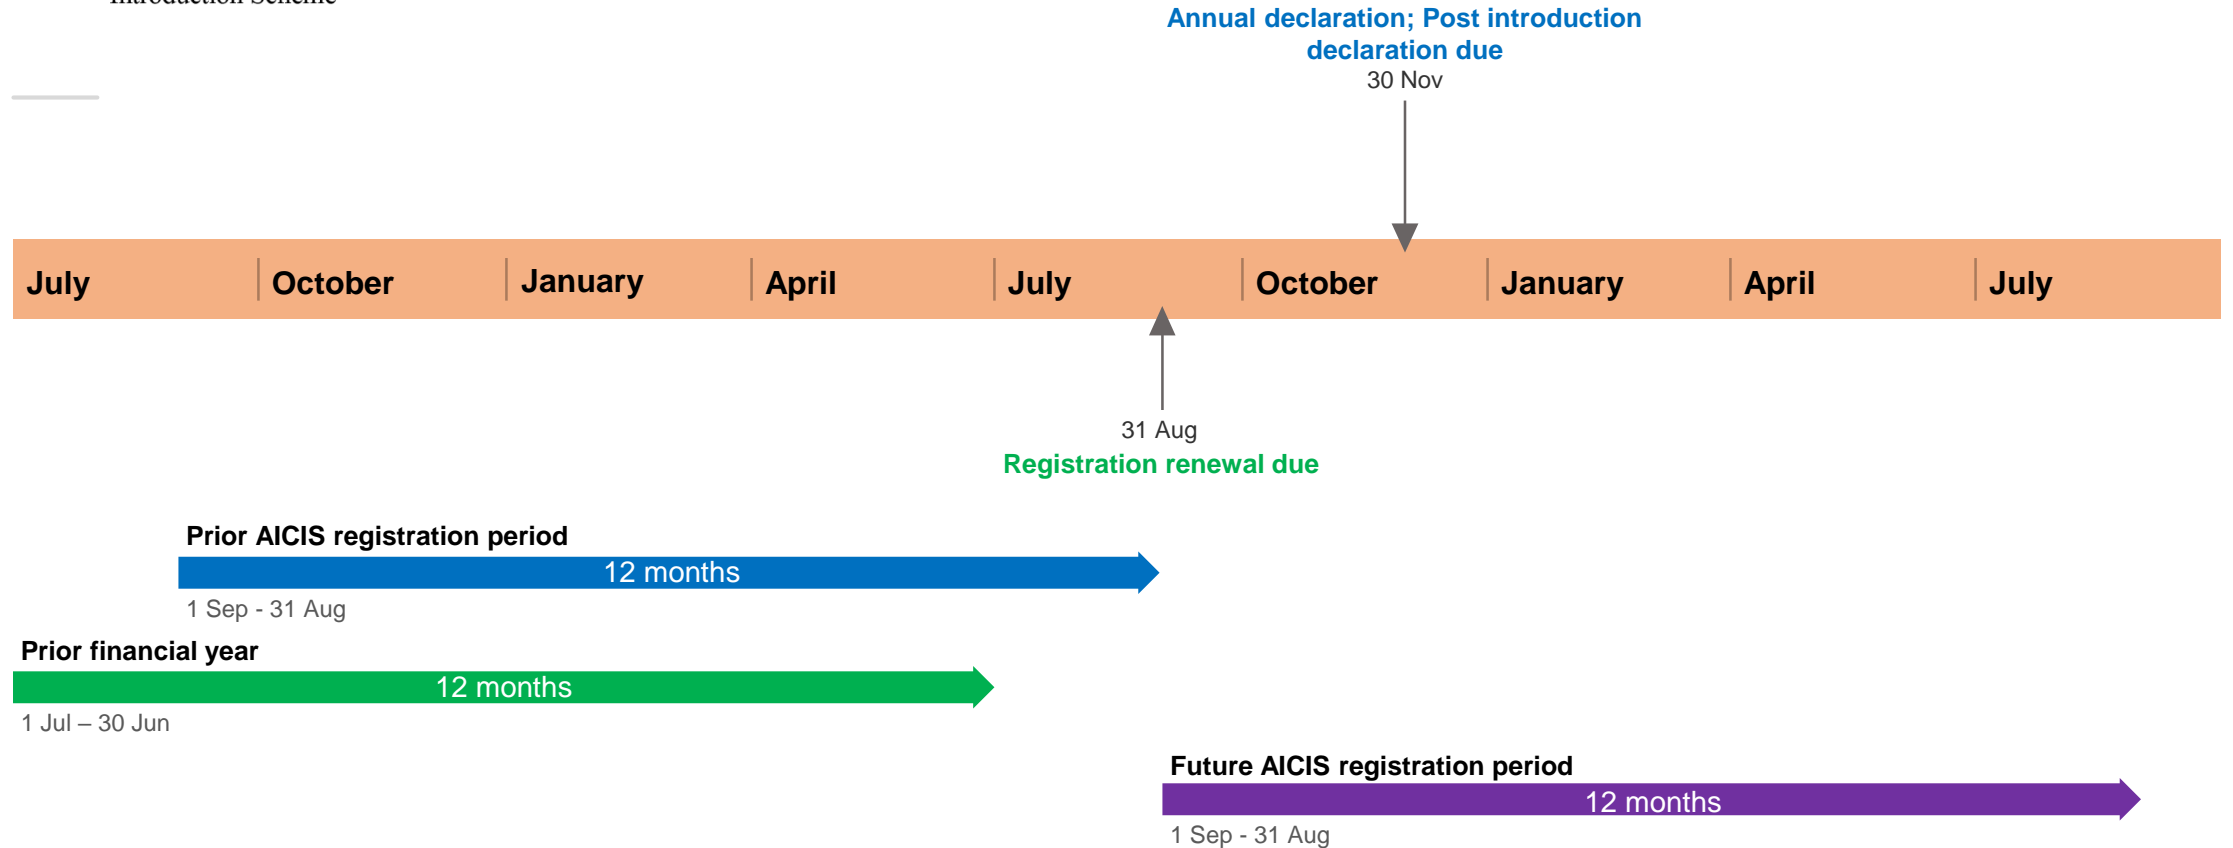 Introduction Scheme
Annual declaration; Post introduction
declaration due
30 Nov
July
October
January
April
July
October
January
April
July
31 Aug
Registration renewal due
Prior AICIS registration period
12 months
1 Sep - 31 Aug
Prior financial year
12 months
1 Jul – 30 Jun
Future AICIS registration period
12 months
1 Sep - 31 Aug